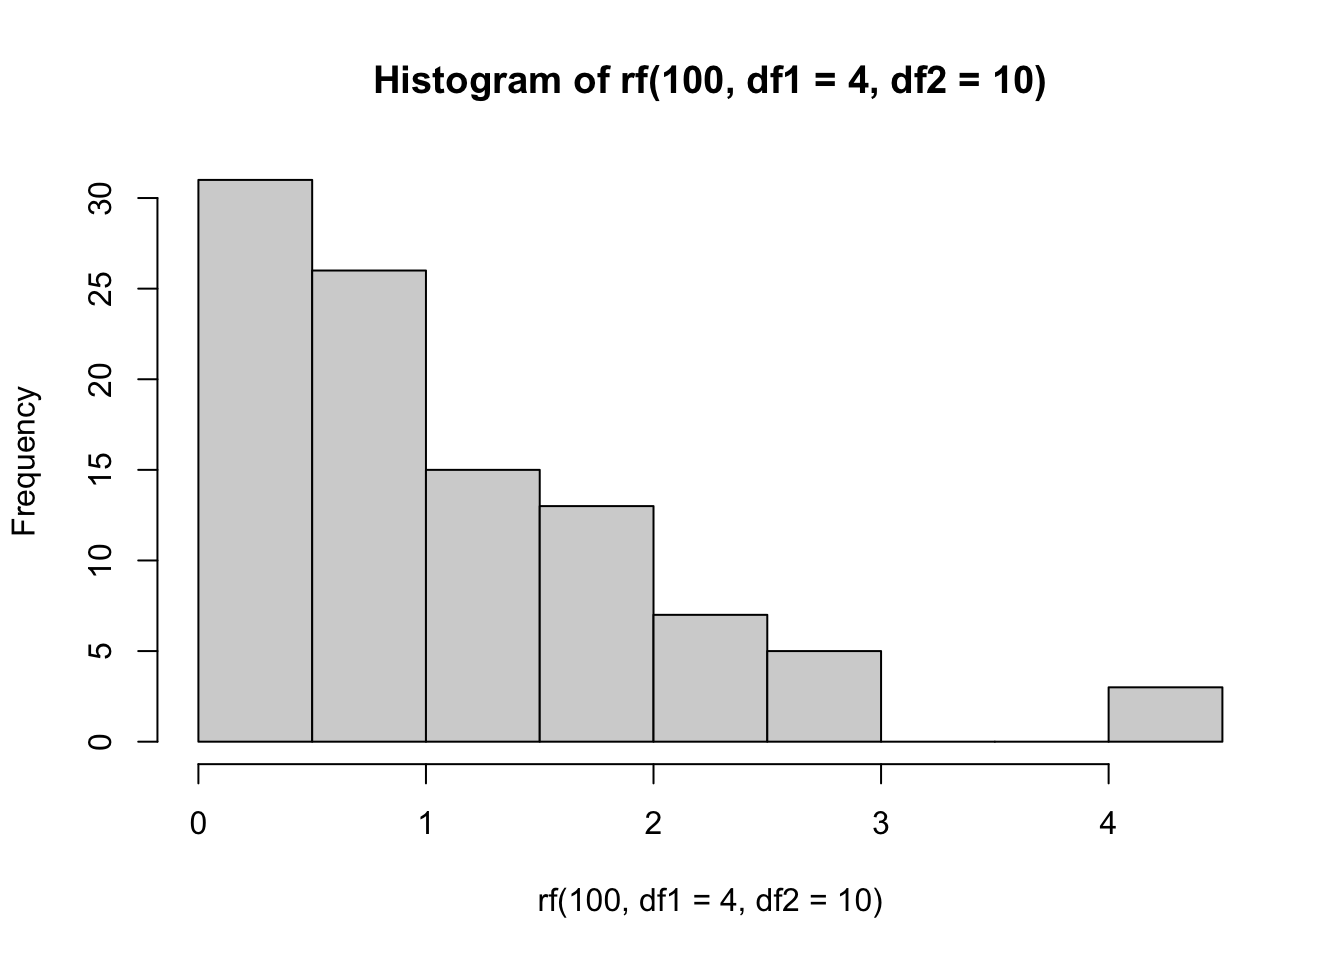 Histogram of rf(100, df1 = 4, df2 = 10)
Frequency
30
25
20
15
10
5
0
0 1 2 3 4
rf(100, df1 = 4, df2 = 10)